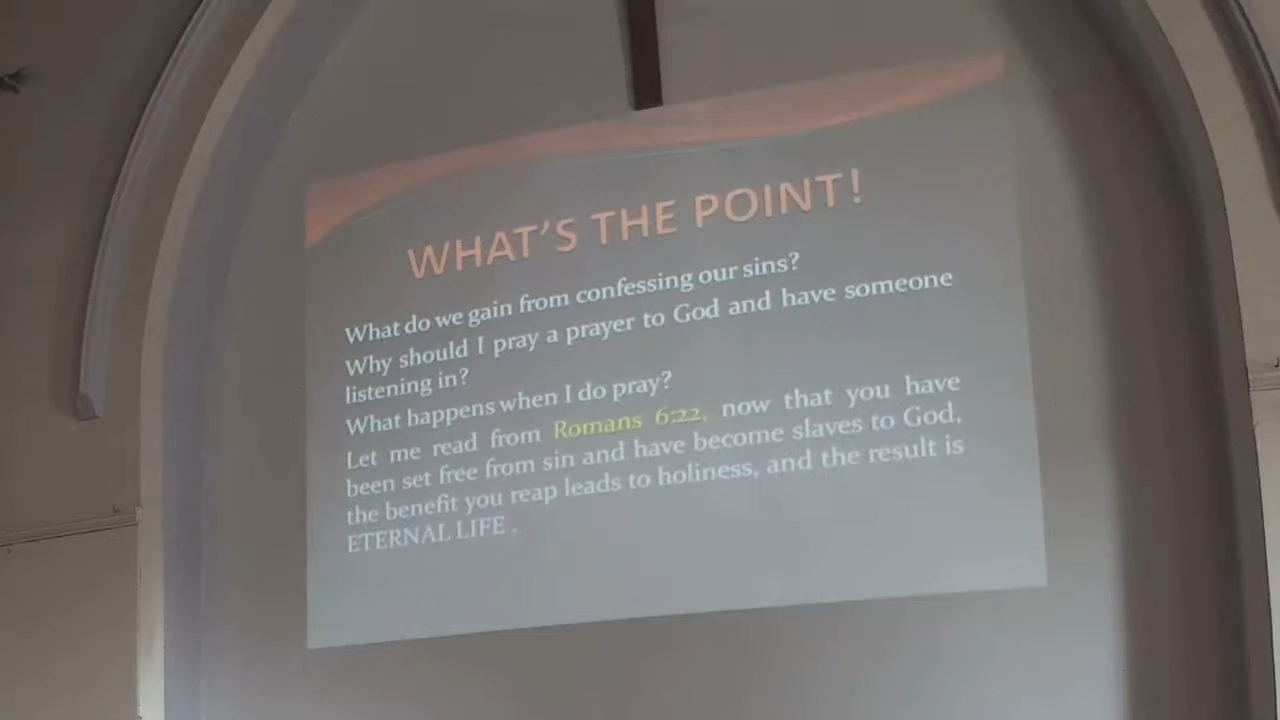 WHAT'S THE POINT!
What do we gain from confessing our sins?
Why should I pray a prayer to God and have someone
listening in?
What happens when I do pray?
Let me read from Romans 6:22, now that you have
been set free from sin and have become slaves to God,
the benefit you reap leads to holiness, and the result is
ETERNAL LIFE .